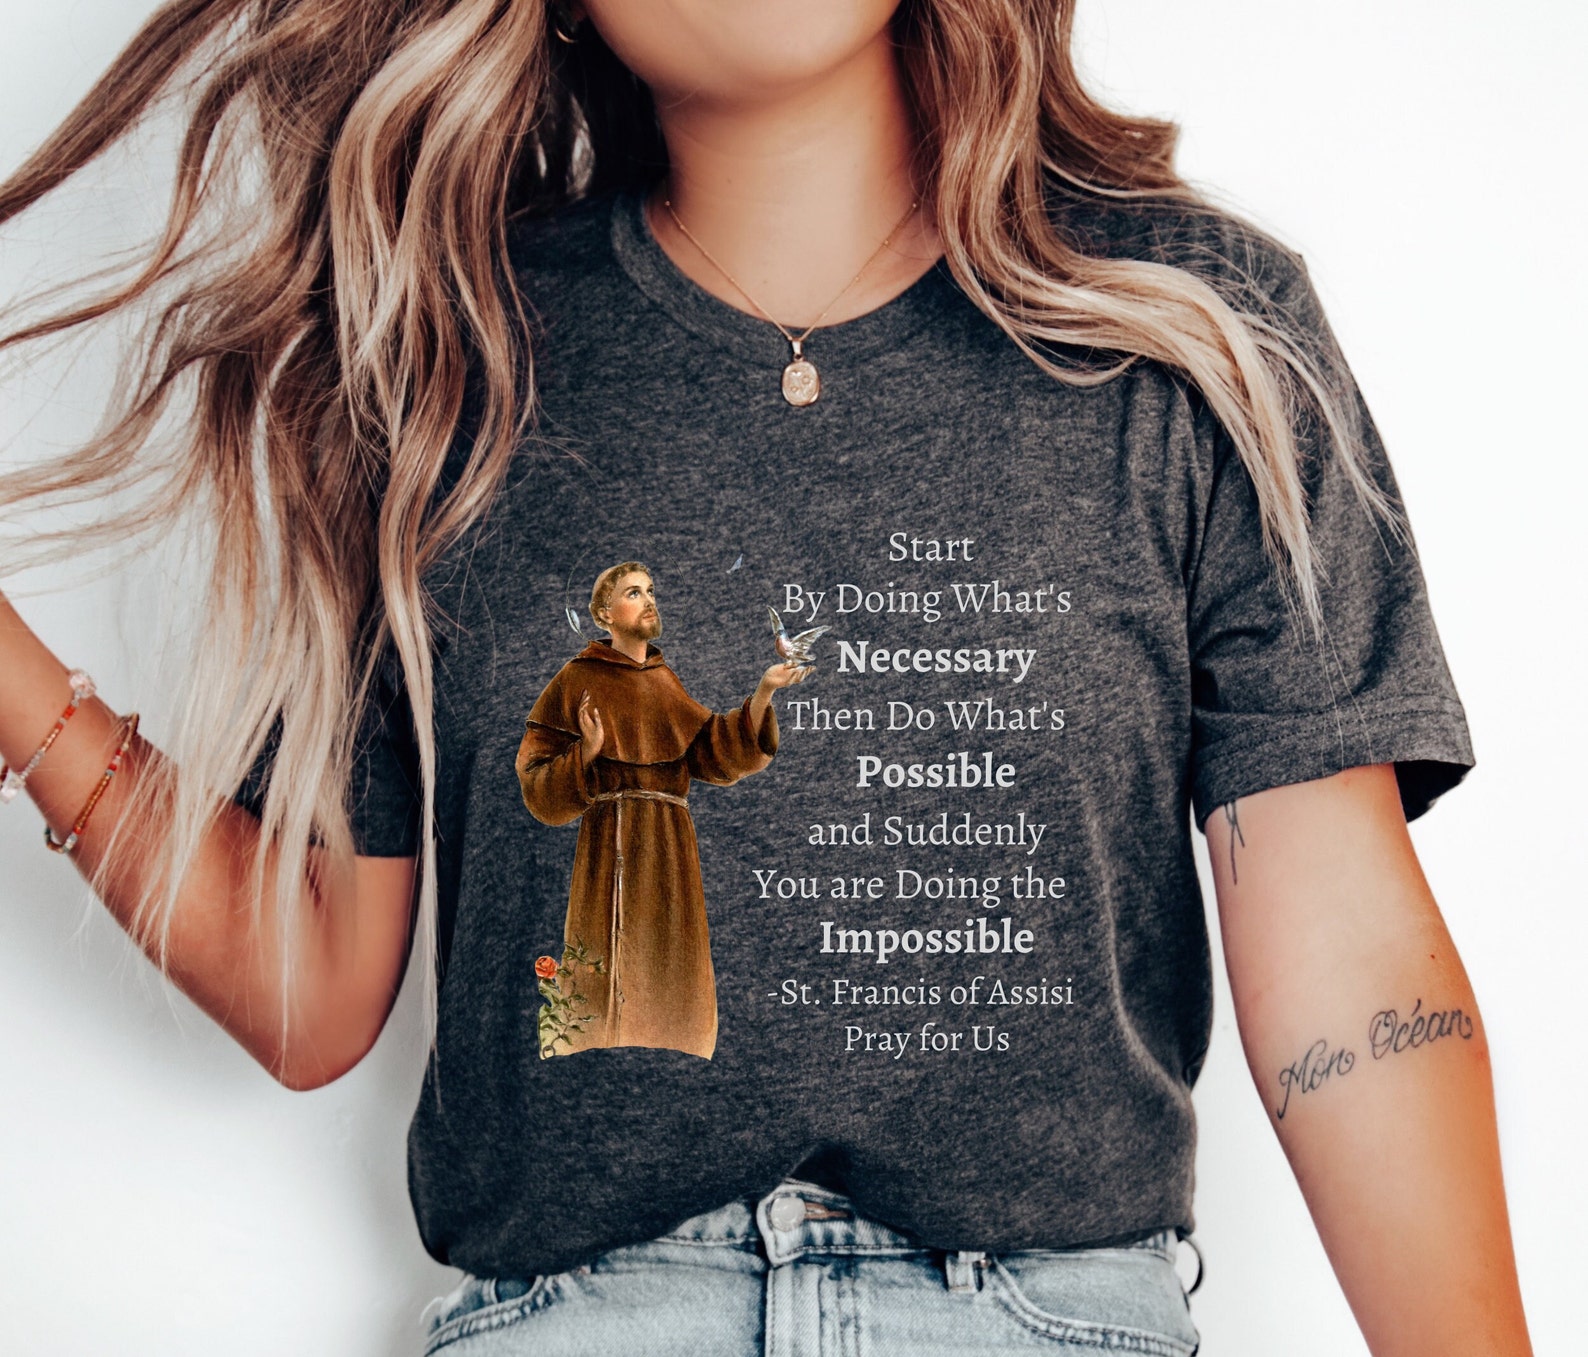 Start
By Doing What's
Necessary
Then Do What's
Possible
and Suddenly
You are Doing the
Impossible
-St. Francis of Assisi
Pray for Us
Mon Océan